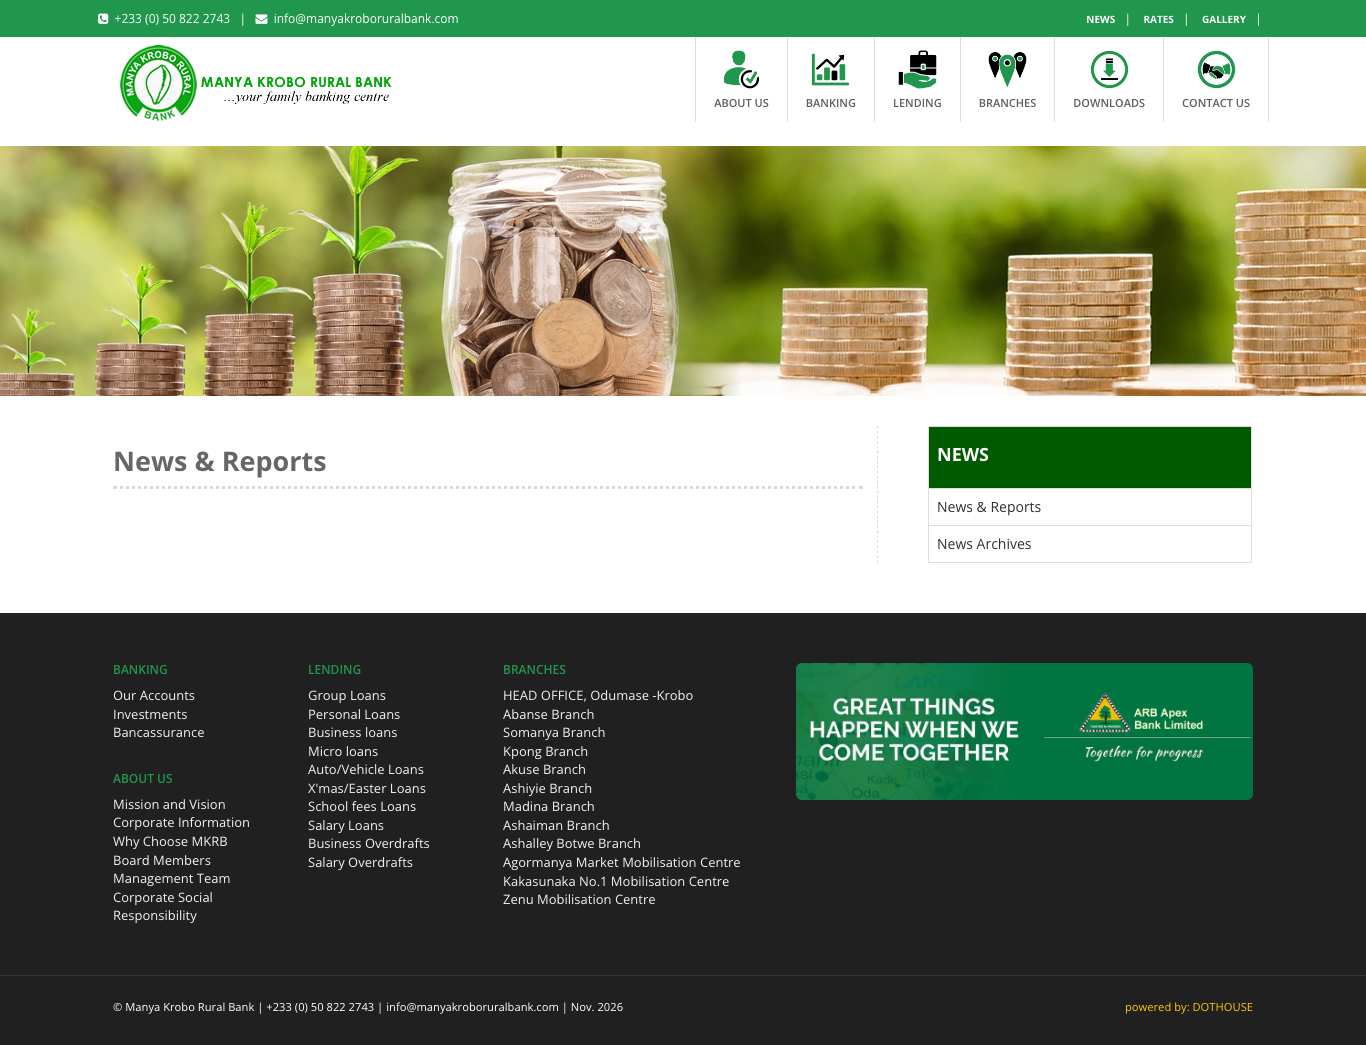 +233 (0) 50 822 2743 | info@manyakroboruralbank.com
NEWS | RATES | GALLERY |
MANYA KROBO RURAL
BANK
MANYA KROBO RURAL BANK
...your family banking centre
ABOUT US
BANKING
LENDING
BRANCHES
DOWNLOADS
CONTACT US
News & Reports
NEWS
News & Reports
News Archives
BANKING
Our Accounts
Investments
Bancassurance
ABOUT US
Mission and Vision
Corporate Information
Why Choose MKRB
Board Members
Management Team
Corporate Social
Responsibility
LENDING
Group Loans
Personal Loans
Business loans
Micro loans
Auto/Vehicle Loans
X'mas/Easter Loans
School fees Loans
Salary Loans
Business Overdrafts
Salary Overdrafts
BRANCHES
HEAD OFFICE, Odumase -Krobo
Abanse Branch
Somanya Branch
Kpong Branch
Akuse Branch
Ashiyie Branch
Madina Branch
Ashaiman Branch
Ashalley Botwe Branch
Agormanya Market Mobilisation Centre
Kakasunaka No.1 Mobilisation Centre
Zenu Mobilisation Centre
GREAT THINGS
HAPPEN WHEN WE
COME TOGETHER
ARB Apex
Bank Limited
Together for progress
Oda
© Manya Krobo Rural Bank | +233 (0) 50 822 2743 | info@manyakroboruralbank.com | Nov. 2026
powered by: DOTHOUSE